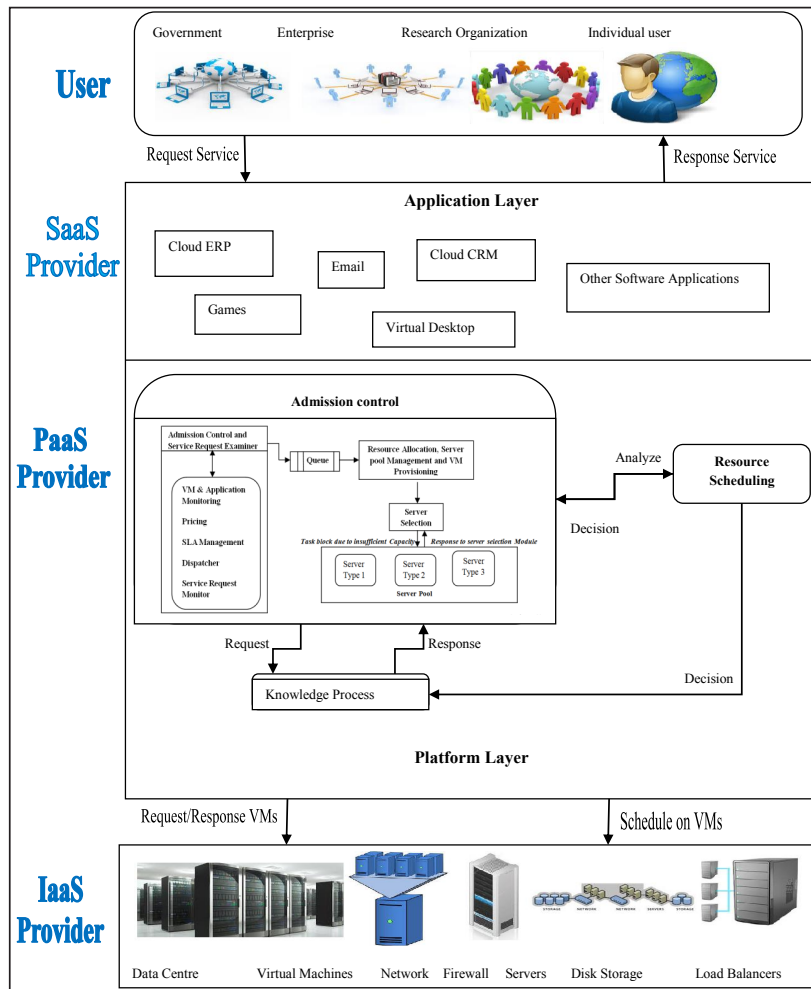 Government Enterprise Research Organization Individual user
User
Request Service
Response Service
SaaS
Provider
Application Layer
Cloud ERP
Email
Cloud CRM
Other Software Applications
Games
Virtual Desktop
PaaS
Provider
Admission control
Admission Control and
Service Request Examiner
Queue
Resource Allocation, Server
pool Management and VM
Provisioning
VM & Application
Monitoring
Pricing
SLA Management
Dispatcher
Service Request
Monitor
Server
Selection
Task block due to insufficient Capacity
Response to server selection Module
Server
Type 1
Server
Type 2
Server
Type 3
Server Pool
Analyze
Decision
Resource
Scheduling
Request
Response
Knowledge Process
Decision
Platform Layer
Request/Response VMs
Schedule on VMs
IaaS
Provider
STORAGE NETWORK NETWORK SERVERS STORAGE
Data Centre Virtual Machines Network Firewall Servers Disk Storage Load Balancers